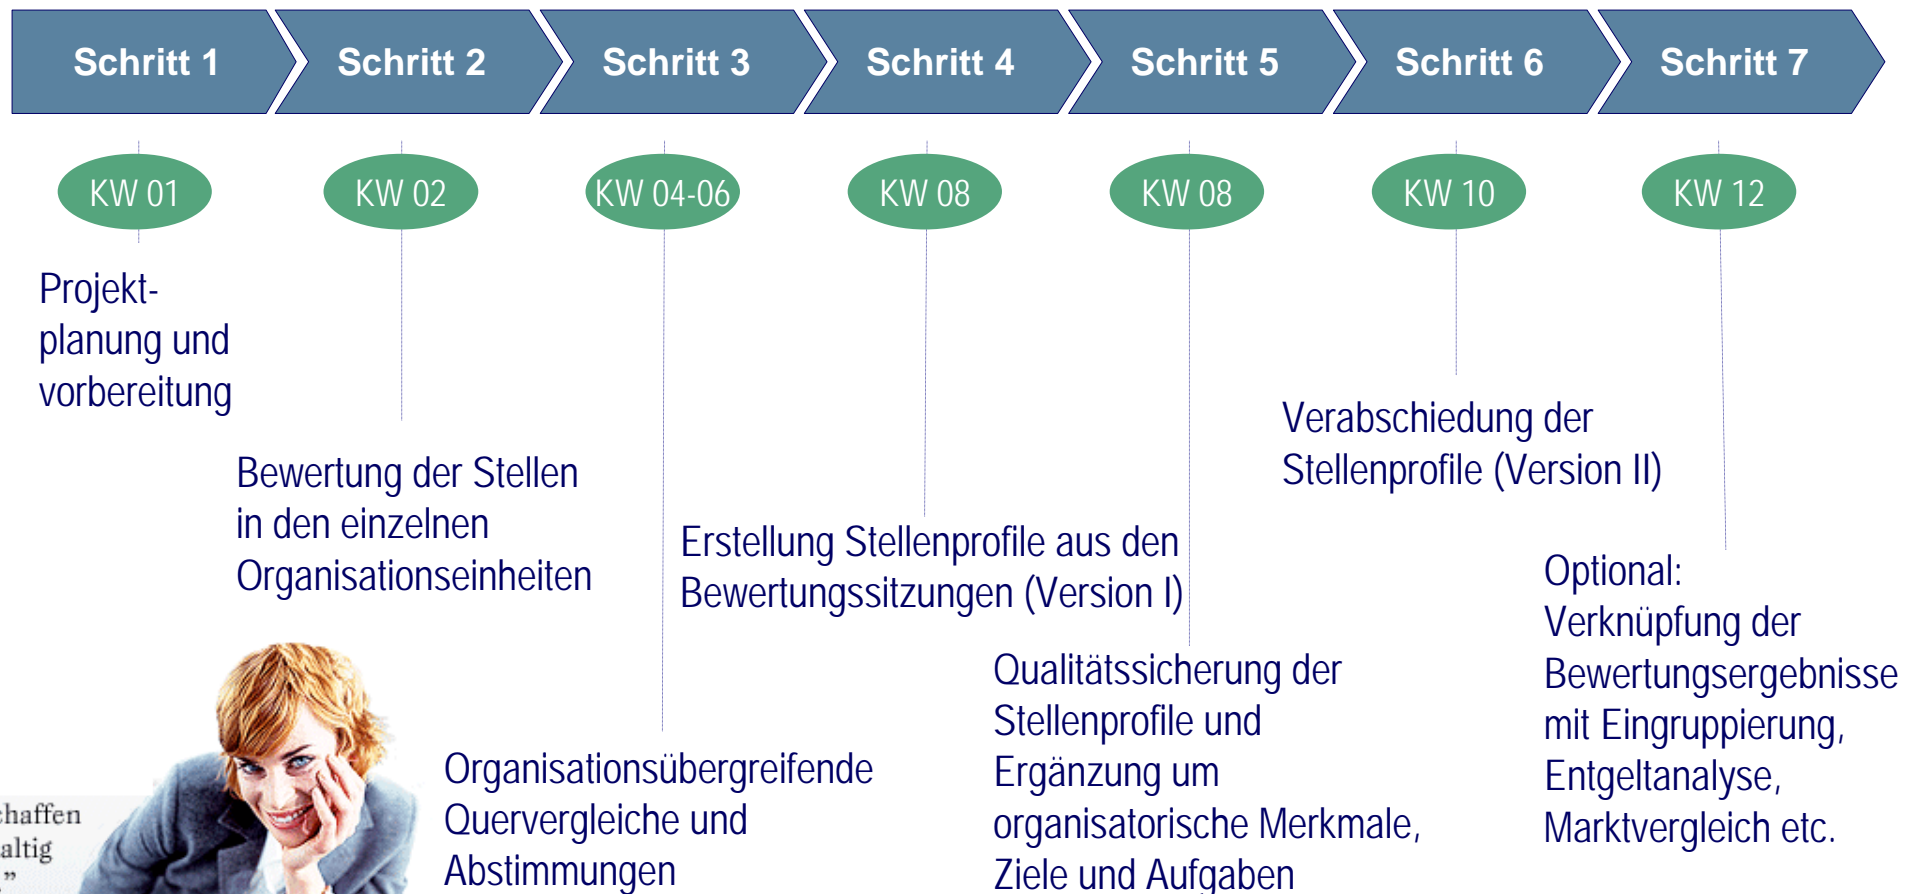 Schritt 1
Schritt 2
Schritt 3
Schritt 4
Schritt 5
Schritt 6
Schritt 7
KW 01
KW 02
KW 04-06
KW 08
KW 08
KW 10
KW 12
Projekt-
planung und
vorbereitung
Bewertung der Stellen
in den einzelnen
Organisationseinheiten
Organisationsübergreifende
Quervergleiche und
Abstimmungen
Erstellung Stellenprofile aus den
Bewertungssitzungen (Version I)
Qualitätssicherung der
Stellenprofile und
Ergänzung um
organisatorische Merkmale,
Ziele und Aufgaben
Verabschiedung der
Stellenprofile (Version II)
Optional:
Verknüpfung der
Bewertungsergebnisse
mit Eingruppierung,
Entgeltanalyse,
Marktvergleich etc.